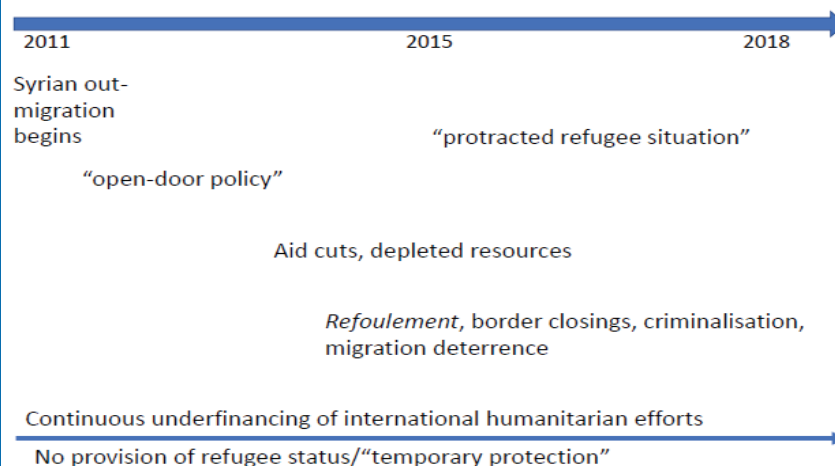 2011 2015 2018
Syrian out-
migration
begins
“protracted refugee situation”
“open-door policy”
Aid cuts, depleted resources
Refoulement, border closings, criminalisation,
migration deterrence
Continuous underfinancing of international humanitarian efforts
No provision of refugee status/“temporary protection”